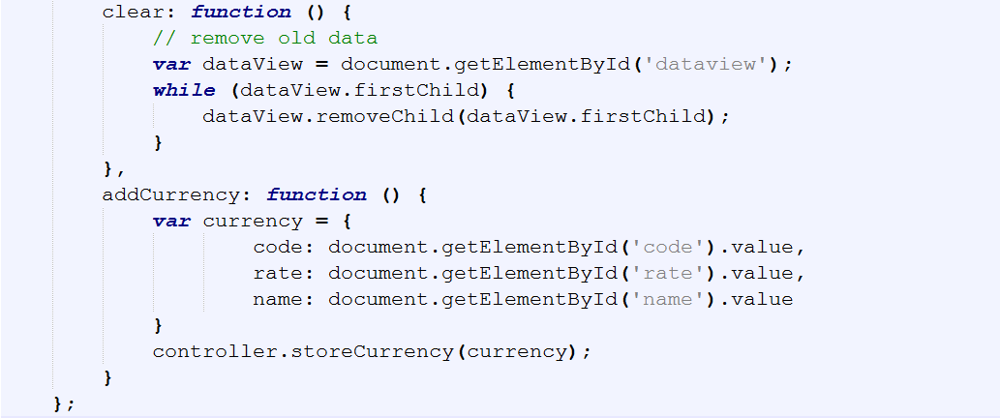 clear: function () {
// remove old data
var dataView = document.getElementById('dataview');
while (dataView.firstChild) {
dataView.removeChild(dataView.firstChild);
}
},
addCurrency: function () {
var currency = {
code: document.getElementById('code').value,
rate: document.getElementById('rate').value,
name: document.getElementById('name').value
}
controller.storeCurrency(currency);
}
};